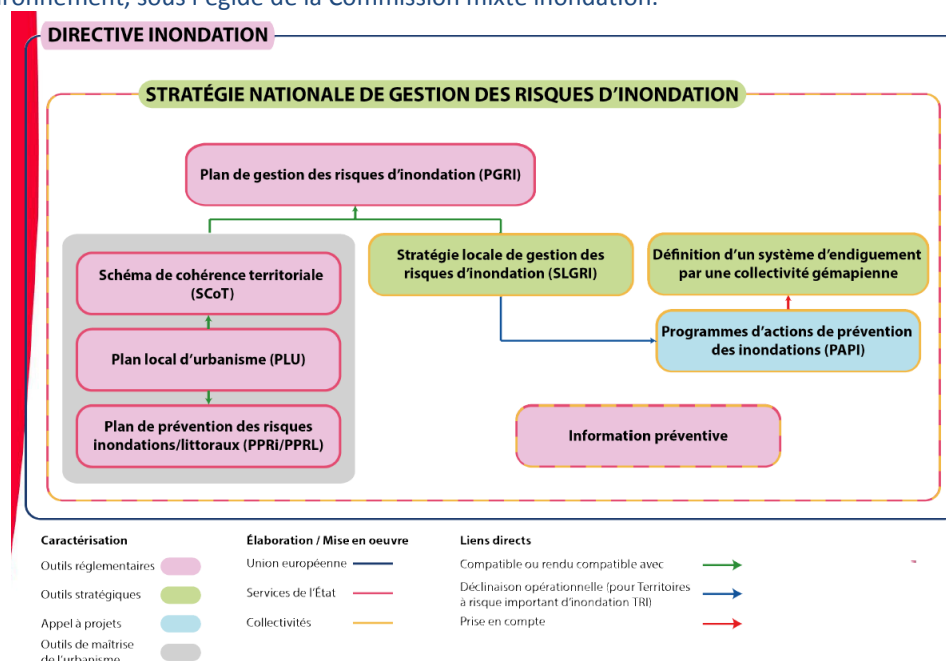 ronnement, sous l'égide de la Commission mixte inondation.
DIRECTIVE INONDATION
STRATÉGIE NATIONALE DE GESTION DES RISQUES D'INONDATION
Plan de gestion des risques d'inondation (PGRI)
Schéma de cohérence territoriale
(SCoT)
Plan local d'urbanisme (PLU)
Plan de prévention des risques
inondations/littoraux (PPRi/PPRL)
Stratégie locale de gestion des
risques d'inondation (SLGRI)
Définition d'un système d'endiguement
par une collectivité gémapienne
Programmes d'actions de prévention
des inondations (PAPI)
Information préventive
Caractérisation
Outils réglementaires
Outils stratégiques
Appel à projets
Outils de maîtrise
de l'urbanisme
Élaboration / Mise en oeuvre
Union européenne
Services de l'État
Collectivités
Liens directs
Compatible ou rendu compatible avec
Déclinaison opérationnelle (pour Territoires
à risque important d'inondation TRI)
Prise en compte